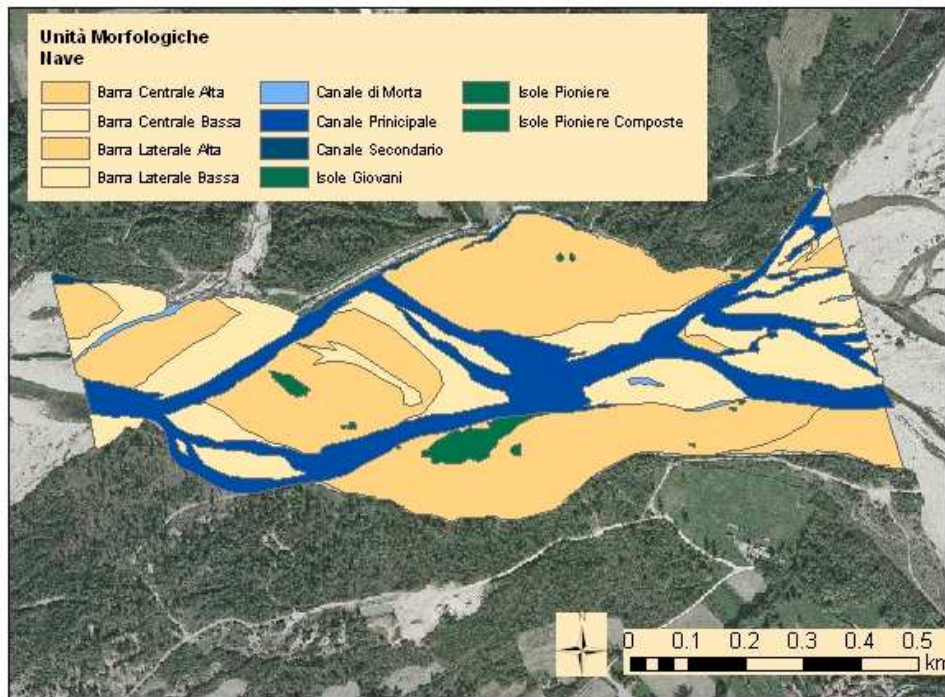 Unità Morfologiche
Nave
Barra Centrale Alta
Barra Centrale Bassa
Barra Laterale Alta
Barra Laterale Bassa
Canale di Morta
Canale Prinicipale
Canale Secondario
Isole Giovani
Isole Pioniere
Isole Pioniere Composte
0 0.1 0.2 0.3 0.4 0.5
km